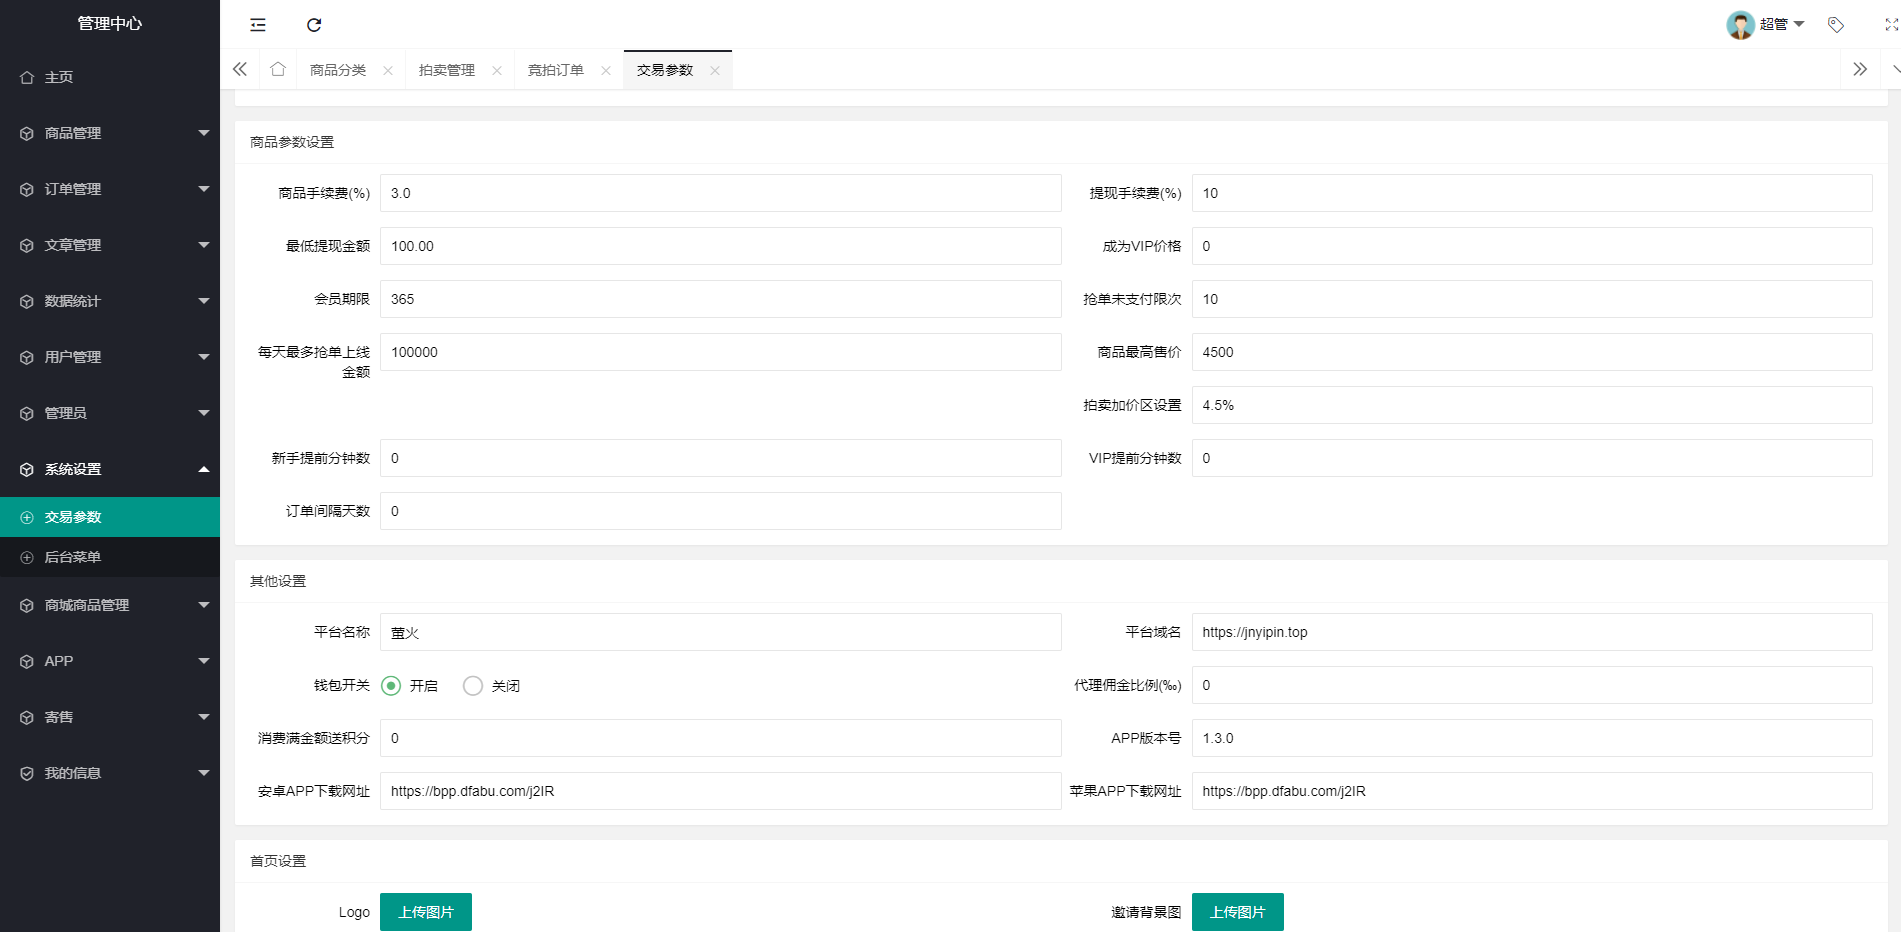 管理中心
超管
商品分类
拍卖管理
竞拍订单
交易参数
主页
商品管理
订单管理
文章管理
数据统计
用户管理
管理员
系统设置
交易参数
后台菜单
商城商品管理
APP
寄售
我的信息
商品参数设置
商品手续费(%) 3.0
提现手续费(%) 10
最低提现金额 100.00
成为VIP价格 0
会员期限 365
抢单未支付限次 10
每天最多抢单上线
金额
100000
商品最高售价 4500
拍卖加价区设置 4.5%
新手提前分钟数 0
VIP提前分钟数 0
订单间隔天数 0
其他设置
平台名称 萤火
平台域名 https://jnyipin.top
钱包开关 开启 关闭
代理佣金比例(‰) 0
消费满金额送积分 0
APP版本号 1.3.0
安卓APP下载网址 https://bpp.dfabu.com/j2IR
苹果APP下载网址 https://bpp.dfabu.com/j2IR
首页设置
Logo 上传图片
邀请背景图 上传图片